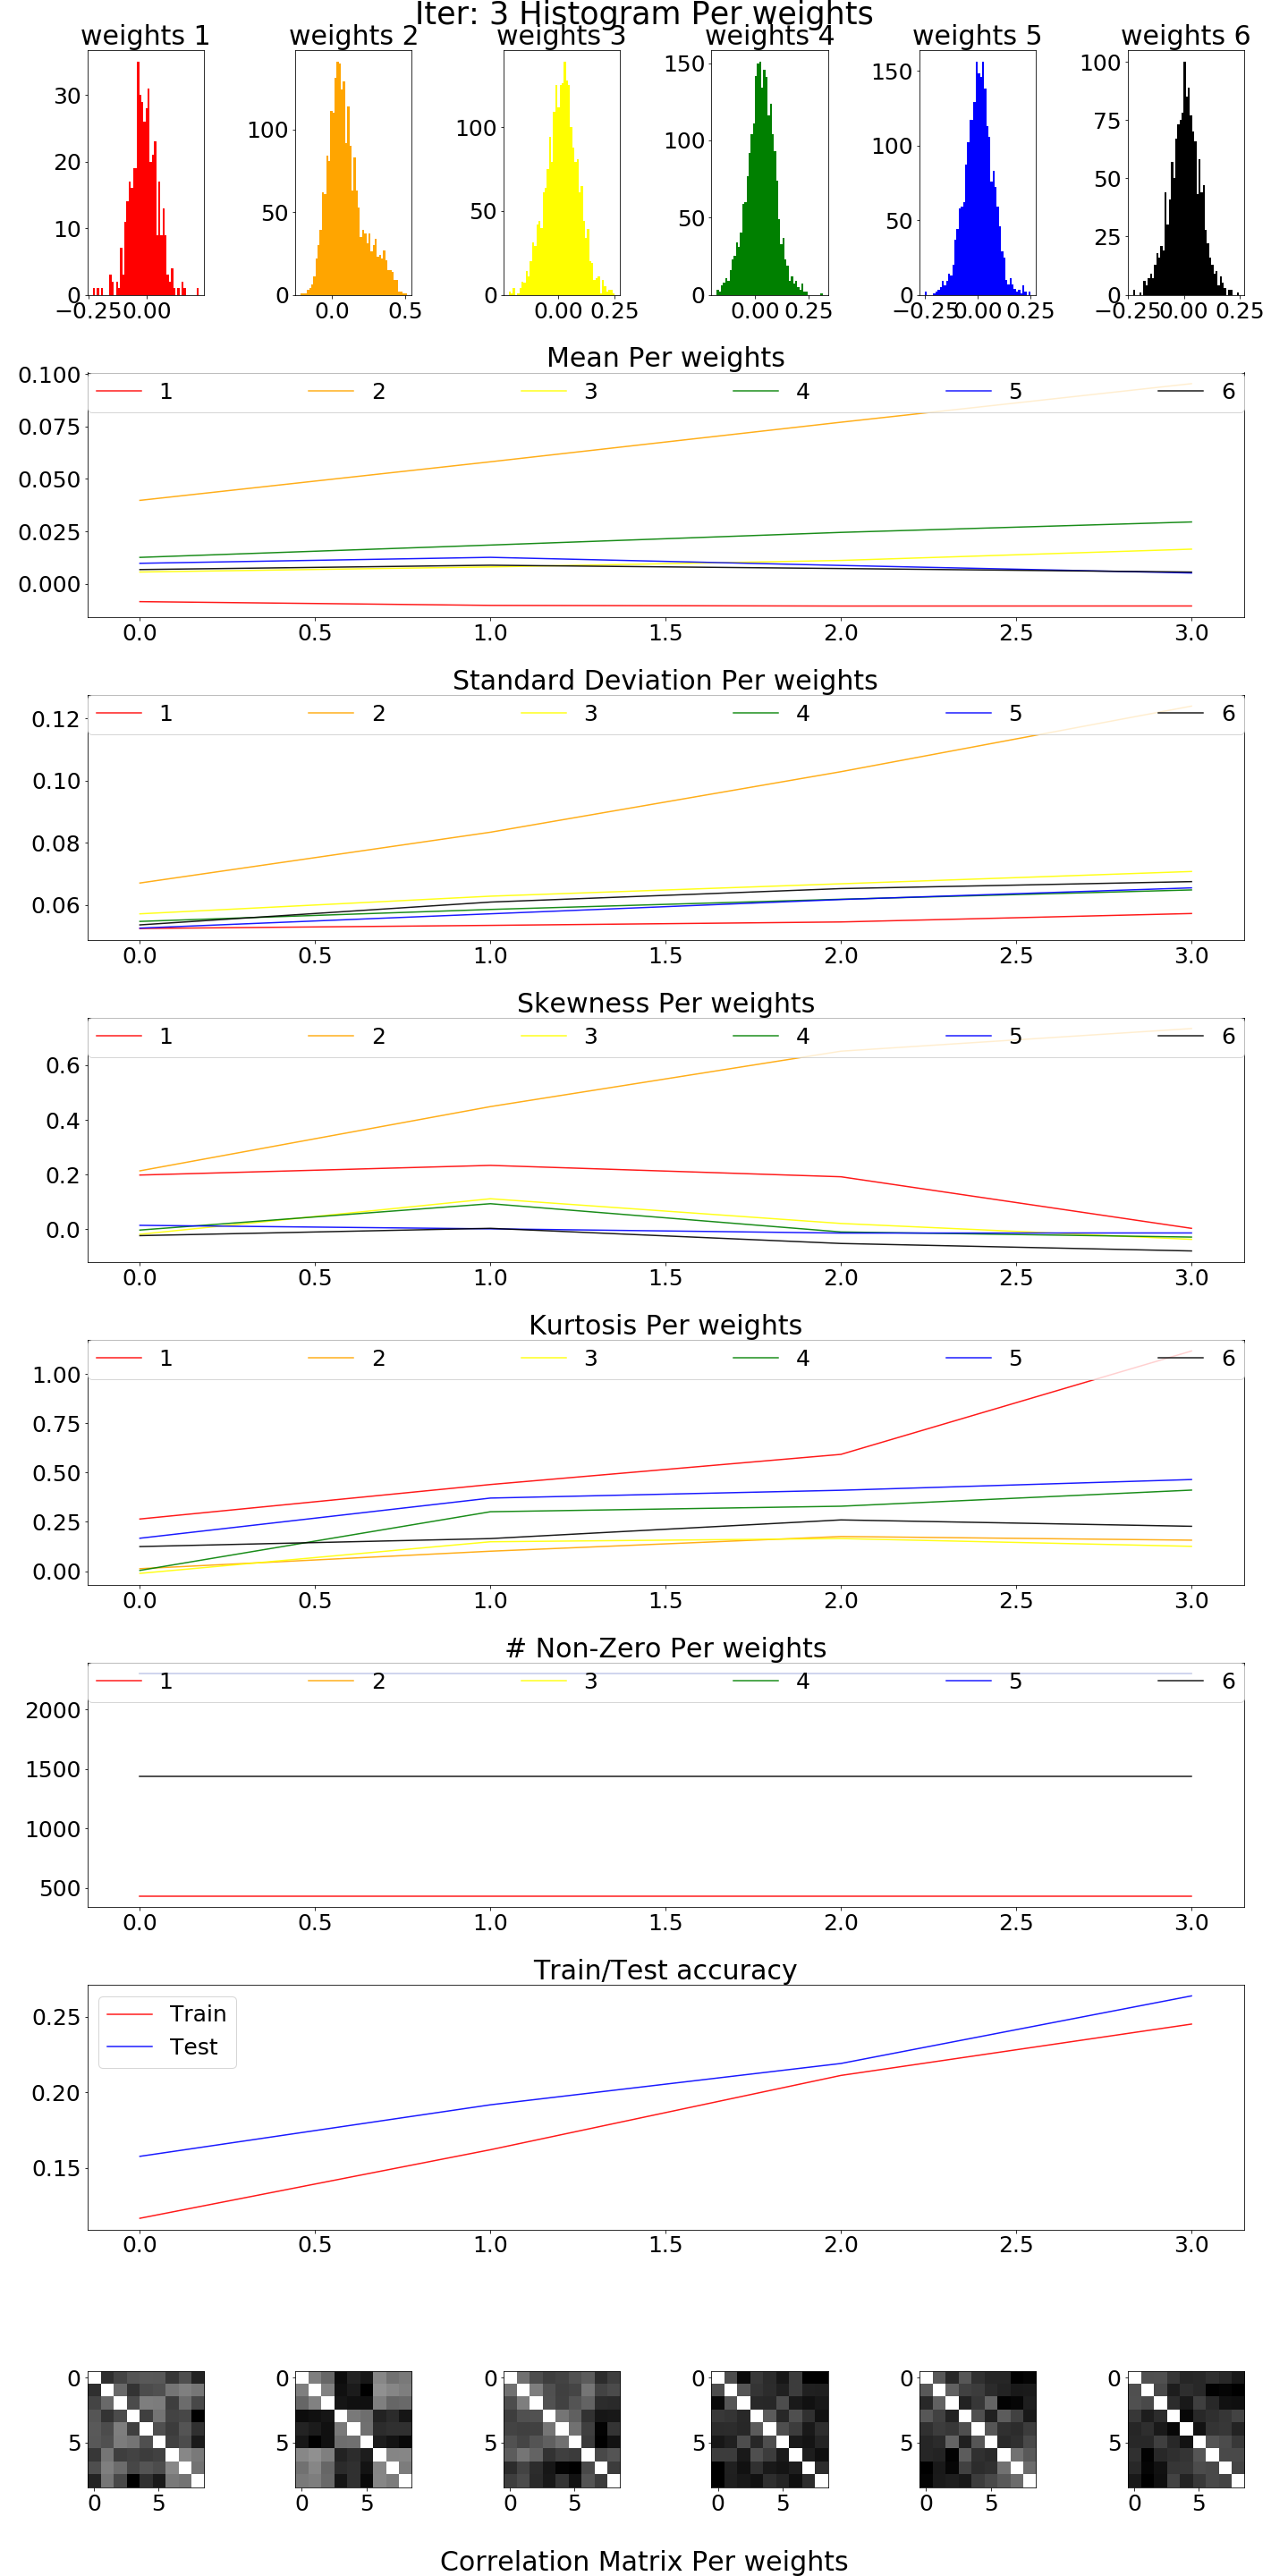 Iter: 3 Histogram Per weights
weights 1 weights 2 weights 3 weights 4 weights 5 weights 6
30
20
10
0
−0.25 0.00
100
50
0
0.0 0.5
100
50
0
0.00 0.25
150
100
50
0
0.00 0.25
150
100
50
0
−0.25 0.00 0.25
100
75
50
25
0
−0.25 0.00 0.25
Mean Per weights
1 2 3 4 5 6
0.100
0.075
0.050
0.025
0.000
0.0 0.5 1.0 1.5 2.0 2.5 3.0
Standard Deviation Per weights
1 2 3 4 5 6
0.12
0.10
0.08
0.06
0.0 0.5 1.0 1.5 2.0 2.5 3.0
Skewness Per weights
1 2 3 4 5 6
0.6
0.4
0.2
0.0
0.0 0.5 1.0 1.5 2.0 2.5 3.0
Kurtosis Per weights
1 2 3 4 5 6
1.00
0.75
0.50
0.25
0.00
0.0 0.5 1.0 1.5 2.0 2.5 3.0
# Non-Zero Per weights
1 2 3 4 5 6
2000
1500
1000
500
0.0 0.5 1.0 1.5 2.0 2.5 3.0
Train/Test accuracy
Train
Test
0.25
0.20
0.15
0.0 0.5 1.0 1.5 2.0 2.5 3.0
0 0 0 0 0 0
5 5 5 5 5 5
0 5 0 5 0 5 0 5 0 5 0 5
Correlation Matrix Per weights